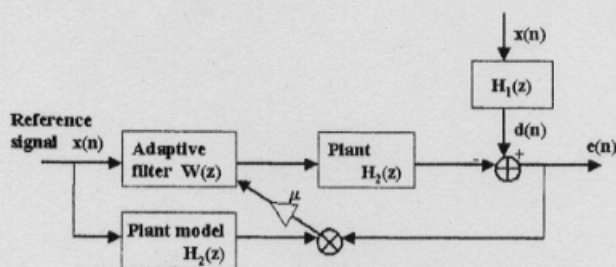 x(n)
H₁(z)
d(n)
Reference
signal x(n)
Adaptive
filter W(z)
Plant
H₂(z)
- +
e(n)
μ
Plant model
H₂(z)